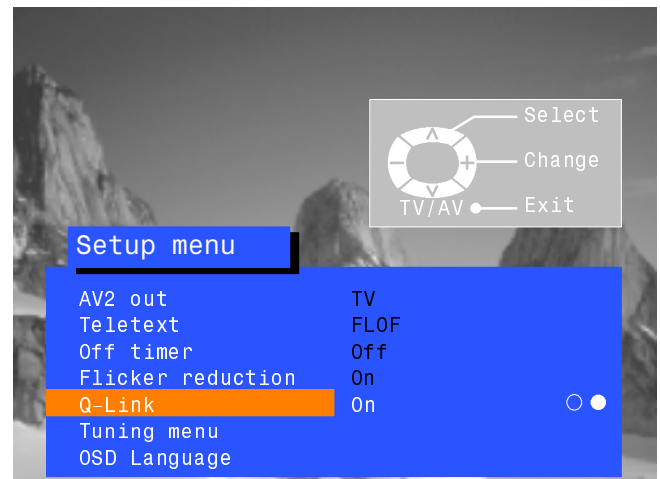 Select
Change
TV/AV Exit
Setup menu
AV2 out TV
Teletext FLOF
Off timer Off
Flicker reduction On
Q-Link On
Tuning menu
OSD Language